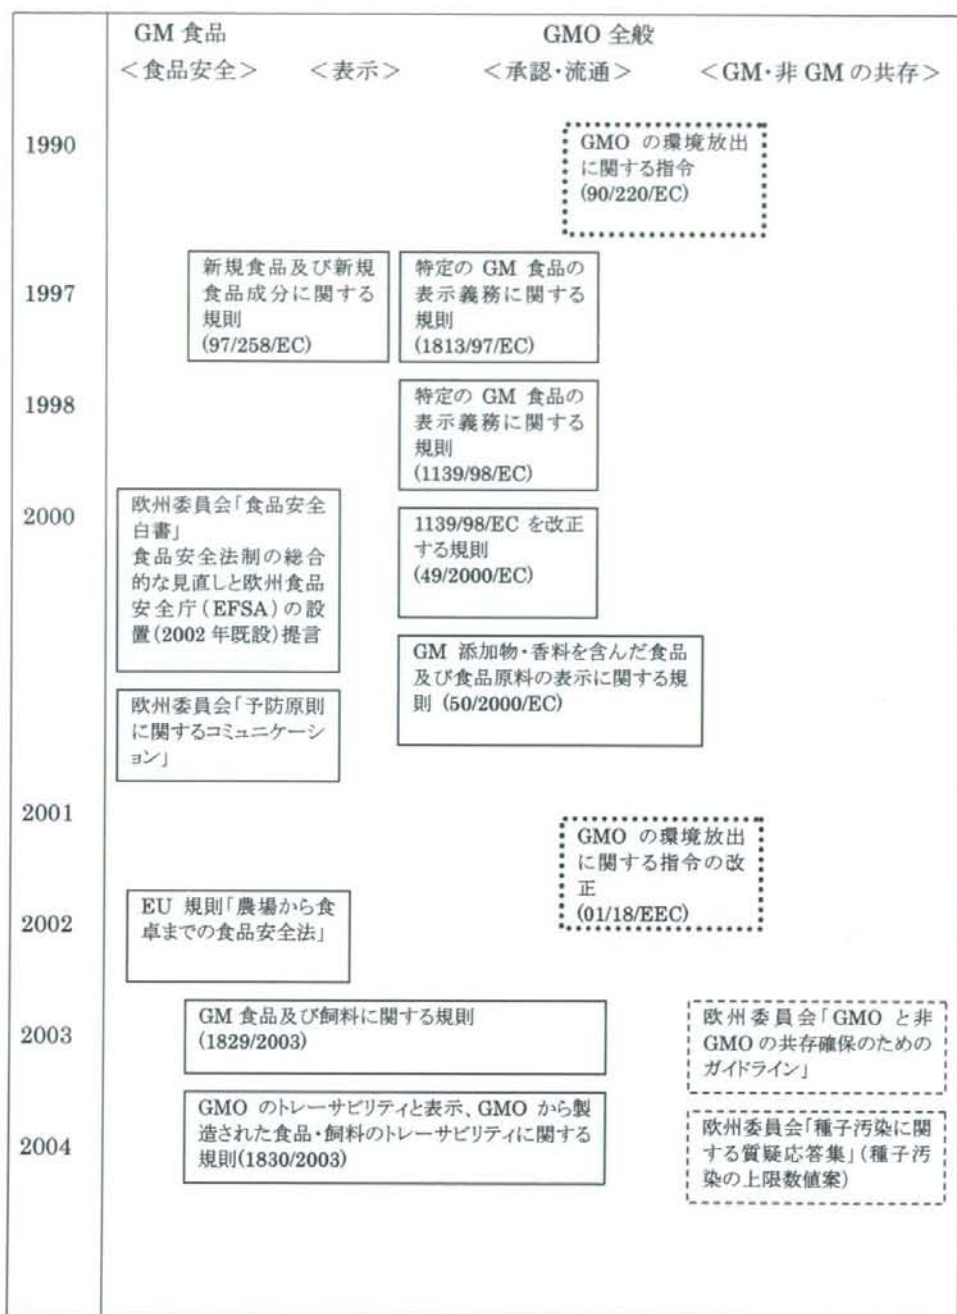 GM 食品
GMO 全般
＜食品安全＞
＜表示＞
＜承認・流通＞
＜GM・非 GM の共存＞
1990
GMO の環境放出
に関する指令
(90/220/EC)
1997
新規食品及び新規
食品成分に関する
規則
(97/258/EC)
特定の GM 食品の
表示義務に関する
規則
(1813/97/EC)
1998
特定の GM 食品の
表示義務に関する
規則
(1139/98/EC)
2000
欧州委員会「食品安全
白書」
食品安全法制の総合
的な見直しと欧州食品
安全庁（EFSA）の設
置(2002 年既設)提言
1139/98/EC を改正
する規則
(49/2000/EC)
GM 添加物・香料を含んだ食品
及び食品原料の表示に関する規
則 (50/2000/EC)
欧州委員会「予防原則
に関するコミュニケーシ
ョン」
2001
GMO の環境放出
に関する指令の改
正
(01/18/EEC)
2002
EU 規則「農場から食
卓までの食品安全法」
2003
GM 食品及び飼料に関する規則
(1829/2003)
欧州委員会「GMO と非
GMO の共存確保のための
ガイドライン」
2004
GMO のトレーサビリティと表示、GMO から製
造された食品・飼料のトレーサビリティに関する
規則(1830/2003)
欧州委員会「種子汚染に関
する質疑応答集」（種子汚
染の上限数値案）